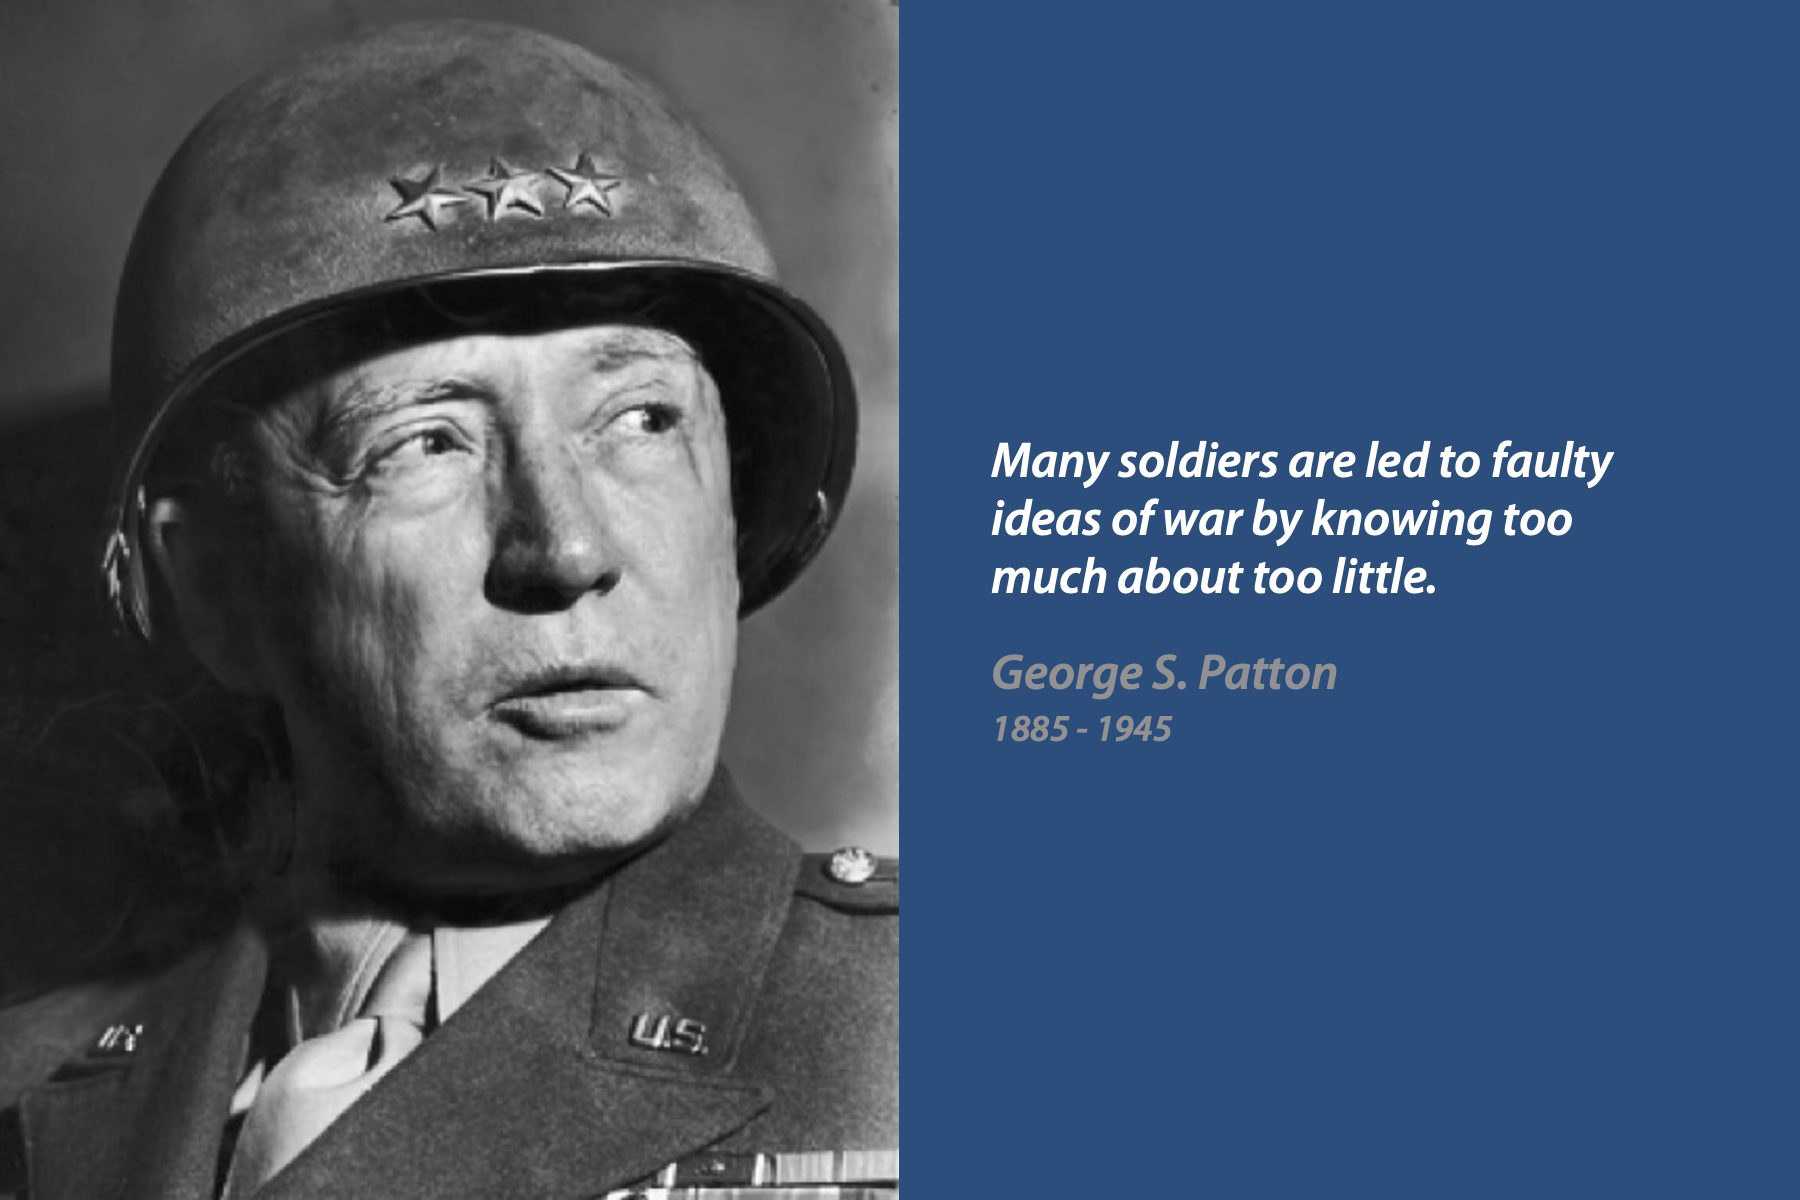 Many soldiers are led to faulty
ideas of war by knowing too
much about too little.
George S. Patton
1885 - 1945
U.S.